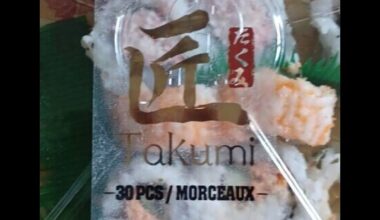 匠
たくみ
Takumi
30 PCS / MORCEAUX